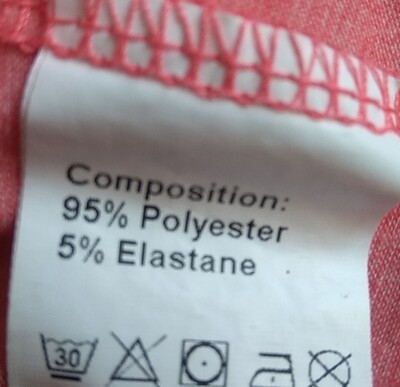 Composition:
95% Polyester
5% Elastane
30